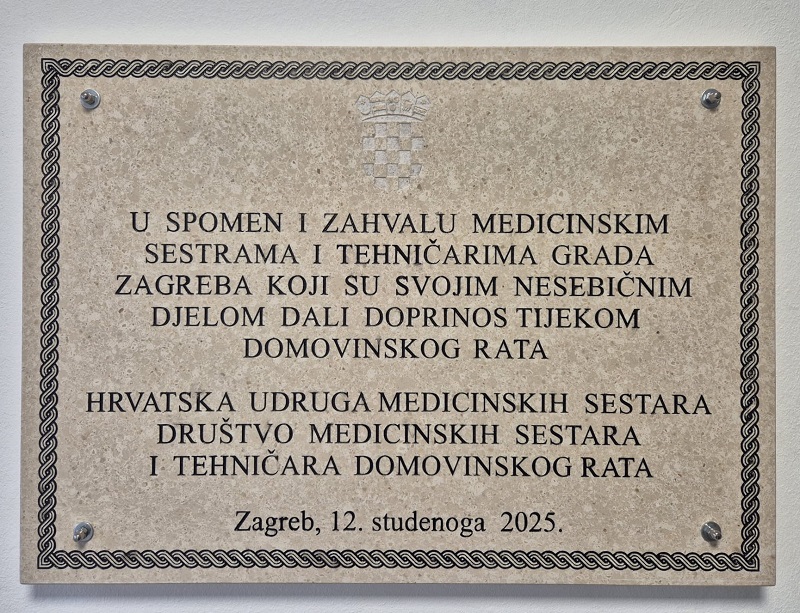 U SPOMEN I ZAHVALU MEDICINSKIM
SESTRAMA I TEHNIČARIMA GRADA
ZAGREBA KOJI SU SVOJIM NESEBIČNIM
DJELOM DALI DOPRINOS TIJEKOM
DOMOVINSKOG RATA
HRVATSKA UDRUGA MEDICINSKIH SESTARA
DRUŠTVO MEDICINSKIH SESTARA
I TEHNIČARA DOMOVINSKOG RATA
Zagreb, 12. studenoga 2025.